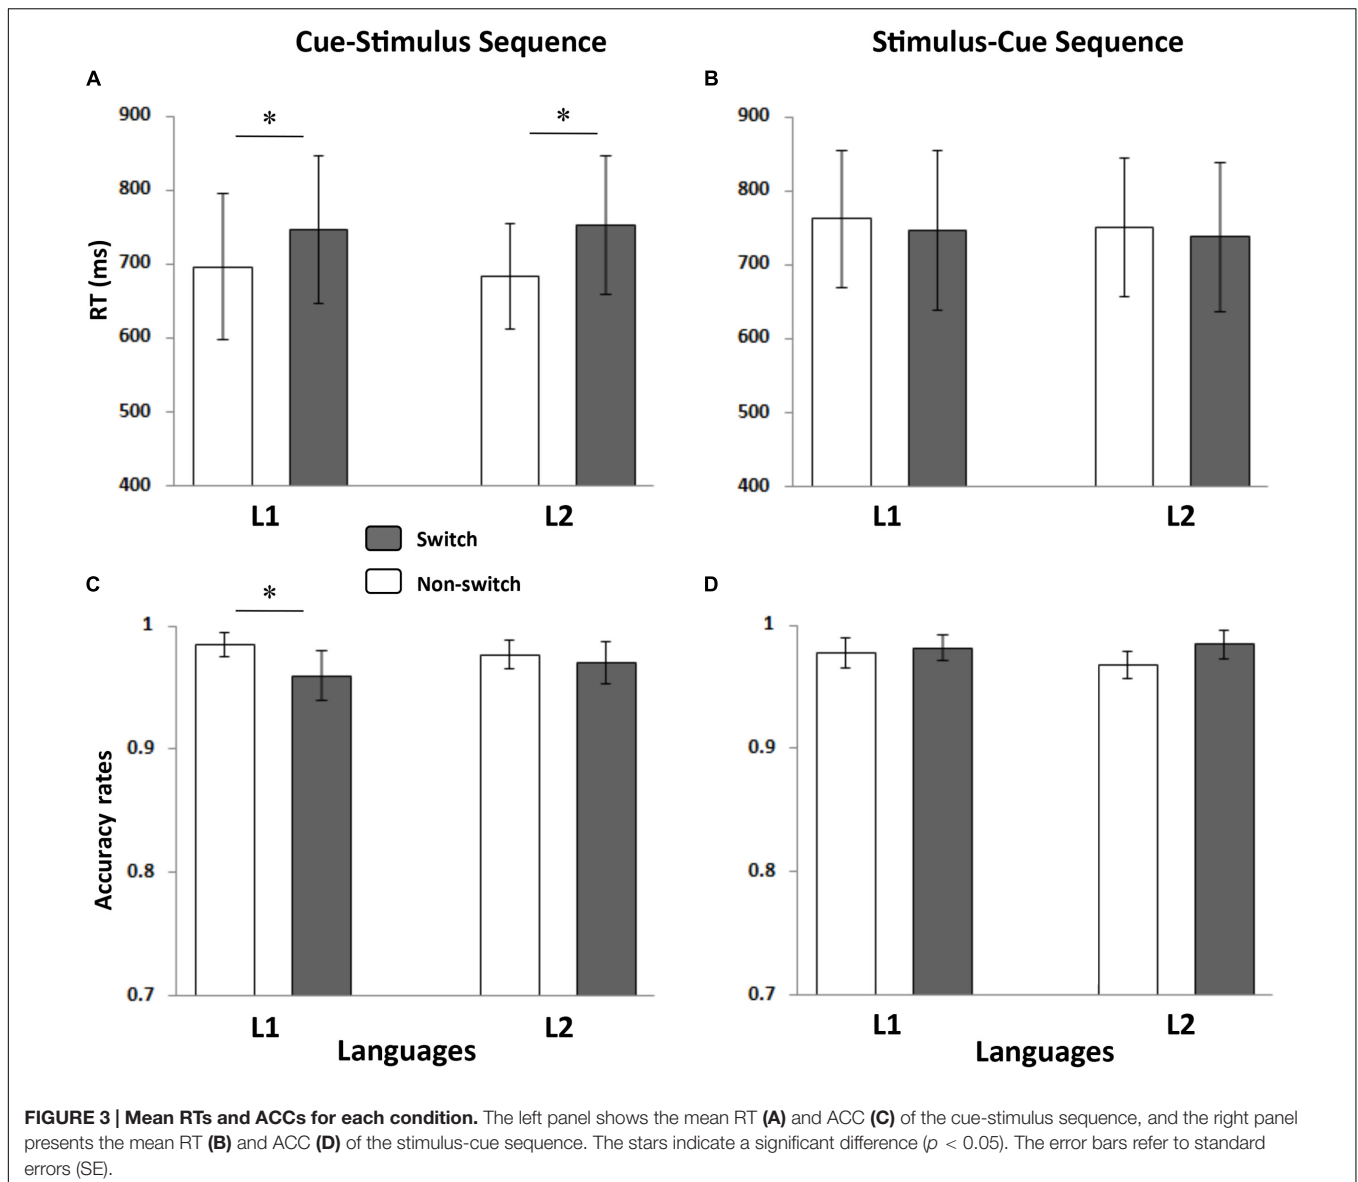 Cue-Stimulus Sequence
Stimulus-Cue Sequence
A
*
*
900
800
700
600
500
400
RT (ms)
L1
L2
B
900
800
700
600
500
400
L1
L2
Switch
Non-switch
C
*
1
0.9
0.8
0.7
Accuracy rates
L1
L2
Languages
D
1
0.9
0.8
0.7
L1
L2
Languages
FIGURE 3 | Mean RTs and ACCs for each condition. The left panel shows the mean RT (A) and ACC (C) of the cue-stimulus sequence, and the right panel
presents the mean RT (B) and ACC (D) of the stimulus-cue sequence. The stars indicate a significant difference (p < 0.05). The error bars refer to standard
errors (SE).